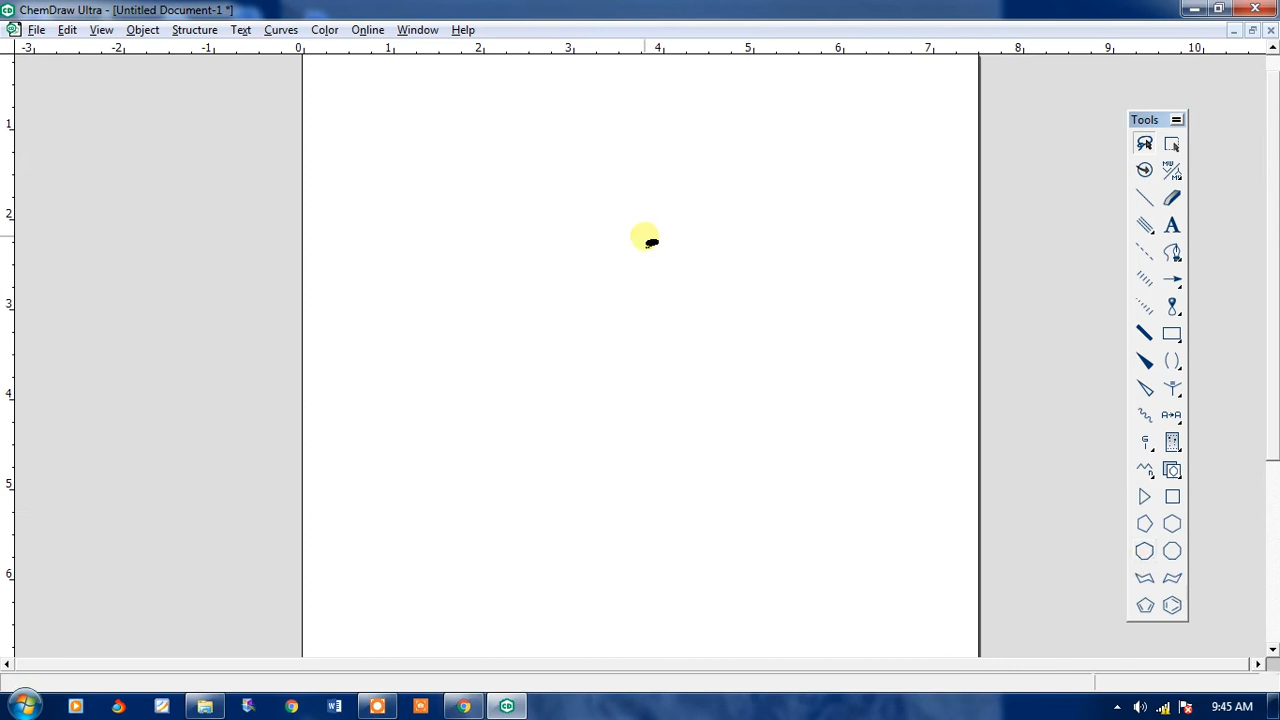 ChemDraw Ultra - [Untitled Document-1 *]
File Edit View Object Structure Text Curves Color Online Window Help
-3 -2 -1 0 1 2 3 4 5 6 7 8 9 10
1
2
3
4
5
6
Tools
A
A A
G
n
9:45 AM